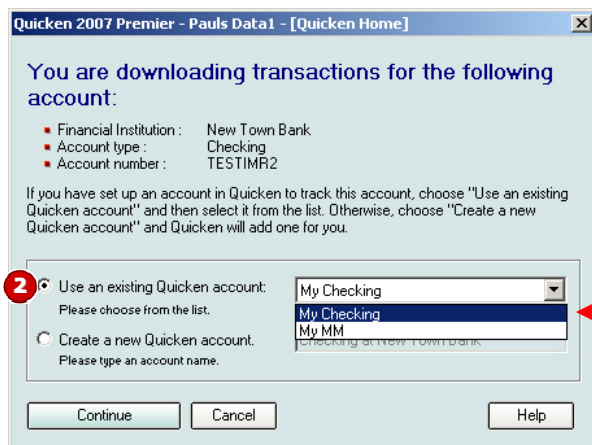 Quicken 2007 Premier - Pauls Data1 - [Quicken Home]
You are downloading transactions for the following
account:
Financial Institution : New Town Bank
Account type : Checking
Account number : TESTIMR2
If you have set up an account in Quicken to track this account, choose "Use an existing
Quicken account" and then select it from the list. Otherwise, choose "Create a new
Quicken account" and Quicken will add one for you.
2 Use an existing Quicken account: My Checking
Please choose from the list. My Checking
My MM
Create a new Quicken account. Checking at New Town Bank
Please type an account name.
Continue Cancel Help